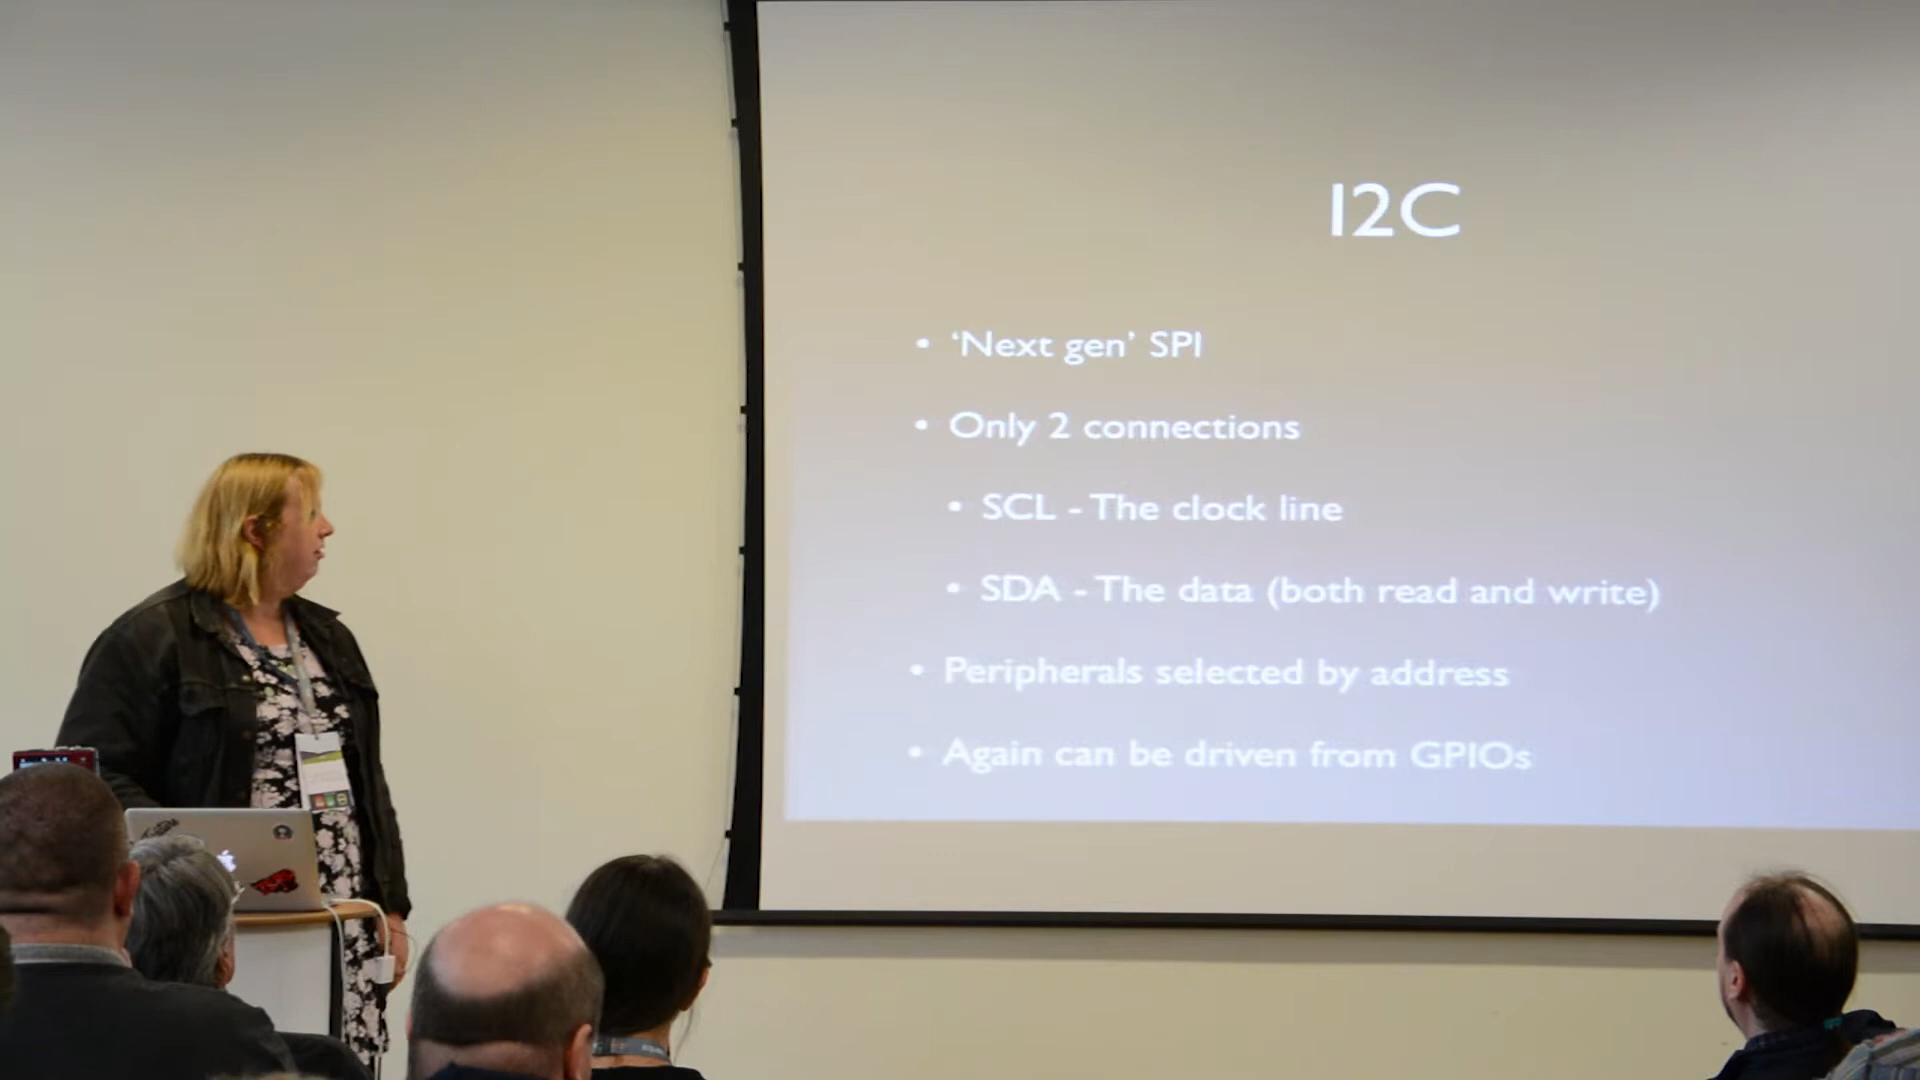 I2C
• ‘Next gen’ SPI
• Only 2 connections
• SCL - The clock line
• SDA - The data (both read and write)
• Peripherals selected by address
• Again can be driven from GPIOs